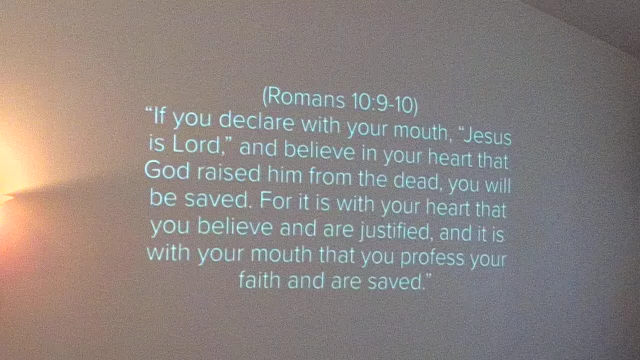 (Romans 10:9-10)
“If you declare with your mouth, “Jesus
is Lord,” and believe in your heart that
God raised him from the dead, you will
be saved. For it is with your heart that
you believe and are justified, and it is
with your mouth that you profess your
faith and are saved.”